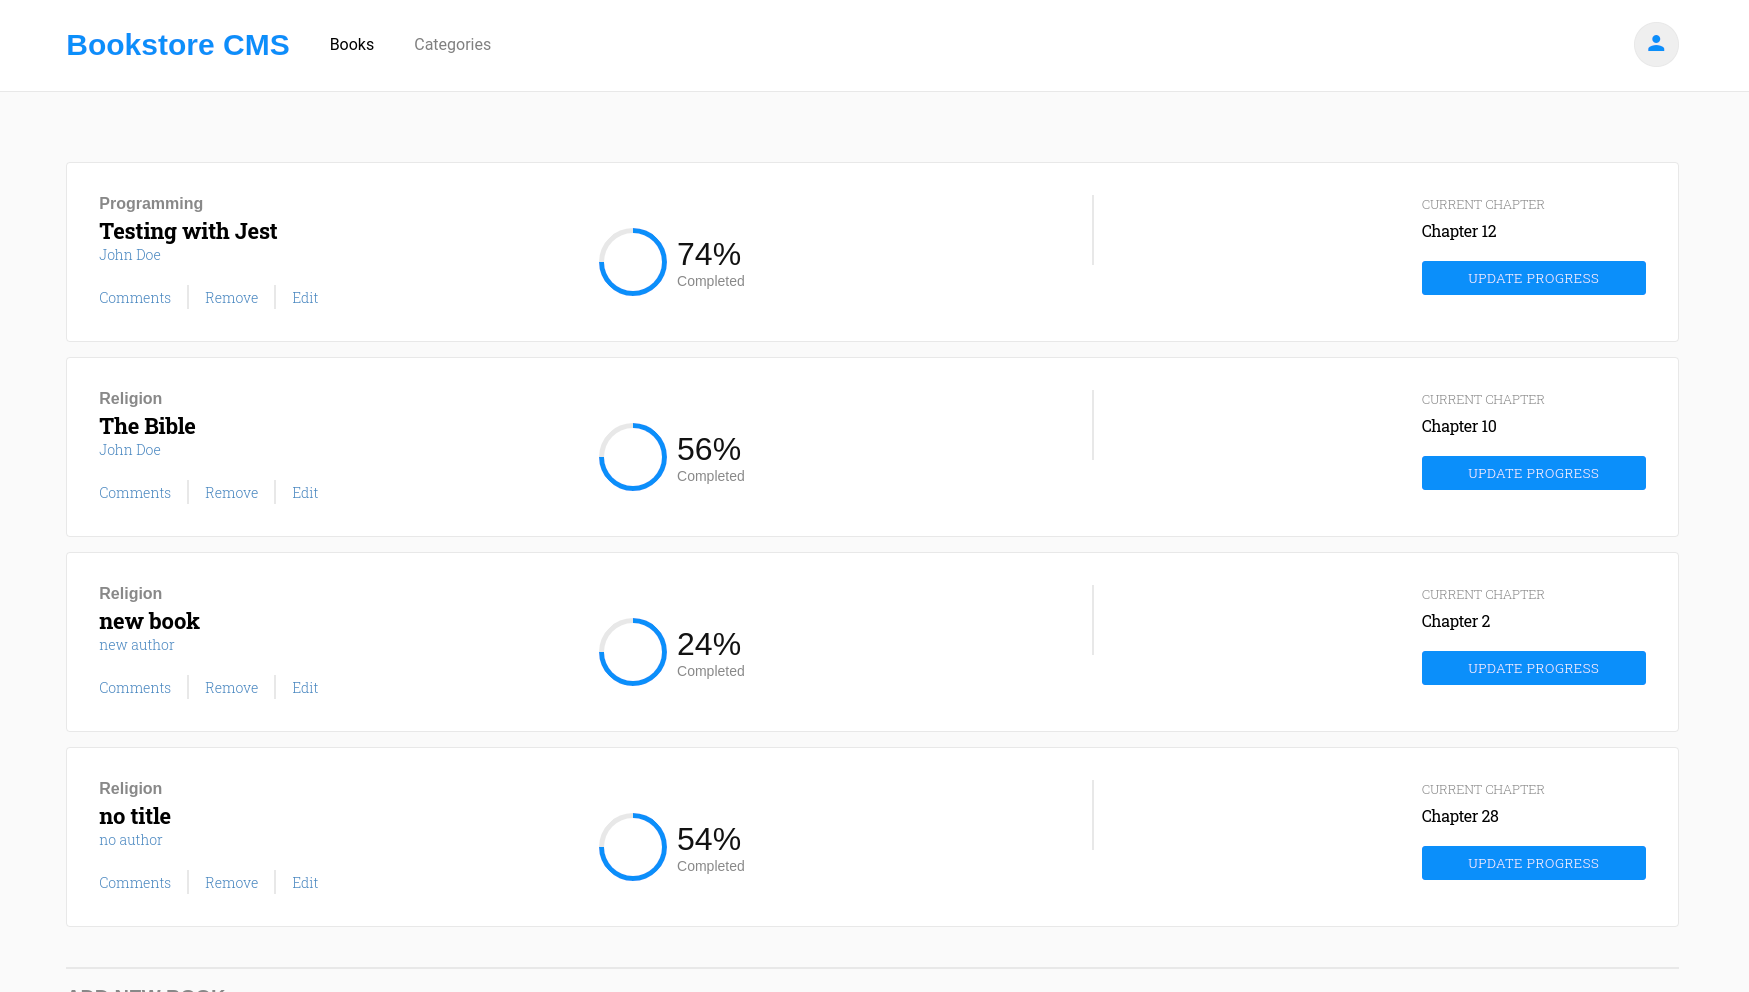 Bookstore CMS
Books
Categories
Programming
Testing with Jest
John Doe
Comments
Remove
Edit
74%
Completed
CURRENT CHAPTER
Chapter 12
UPDATE PROGRESS
Religion
The Bible
John Doe
Comments
Remove
Edit
56%
Completed
CURRENT CHAPTER
Chapter 10
UPDATE PROGRESS
Religion
new book
new author
Comments
Remove
Edit
24%
Completed
CURRENT CHAPTER
Chapter 2
UPDATE PROGRESS
Religion
no title
no author
Comments
Remove
Edit
54%
Completed
CURRENT CHAPTER
Chapter 28
UPDATE PROGRESS
ADD NEW BOOK